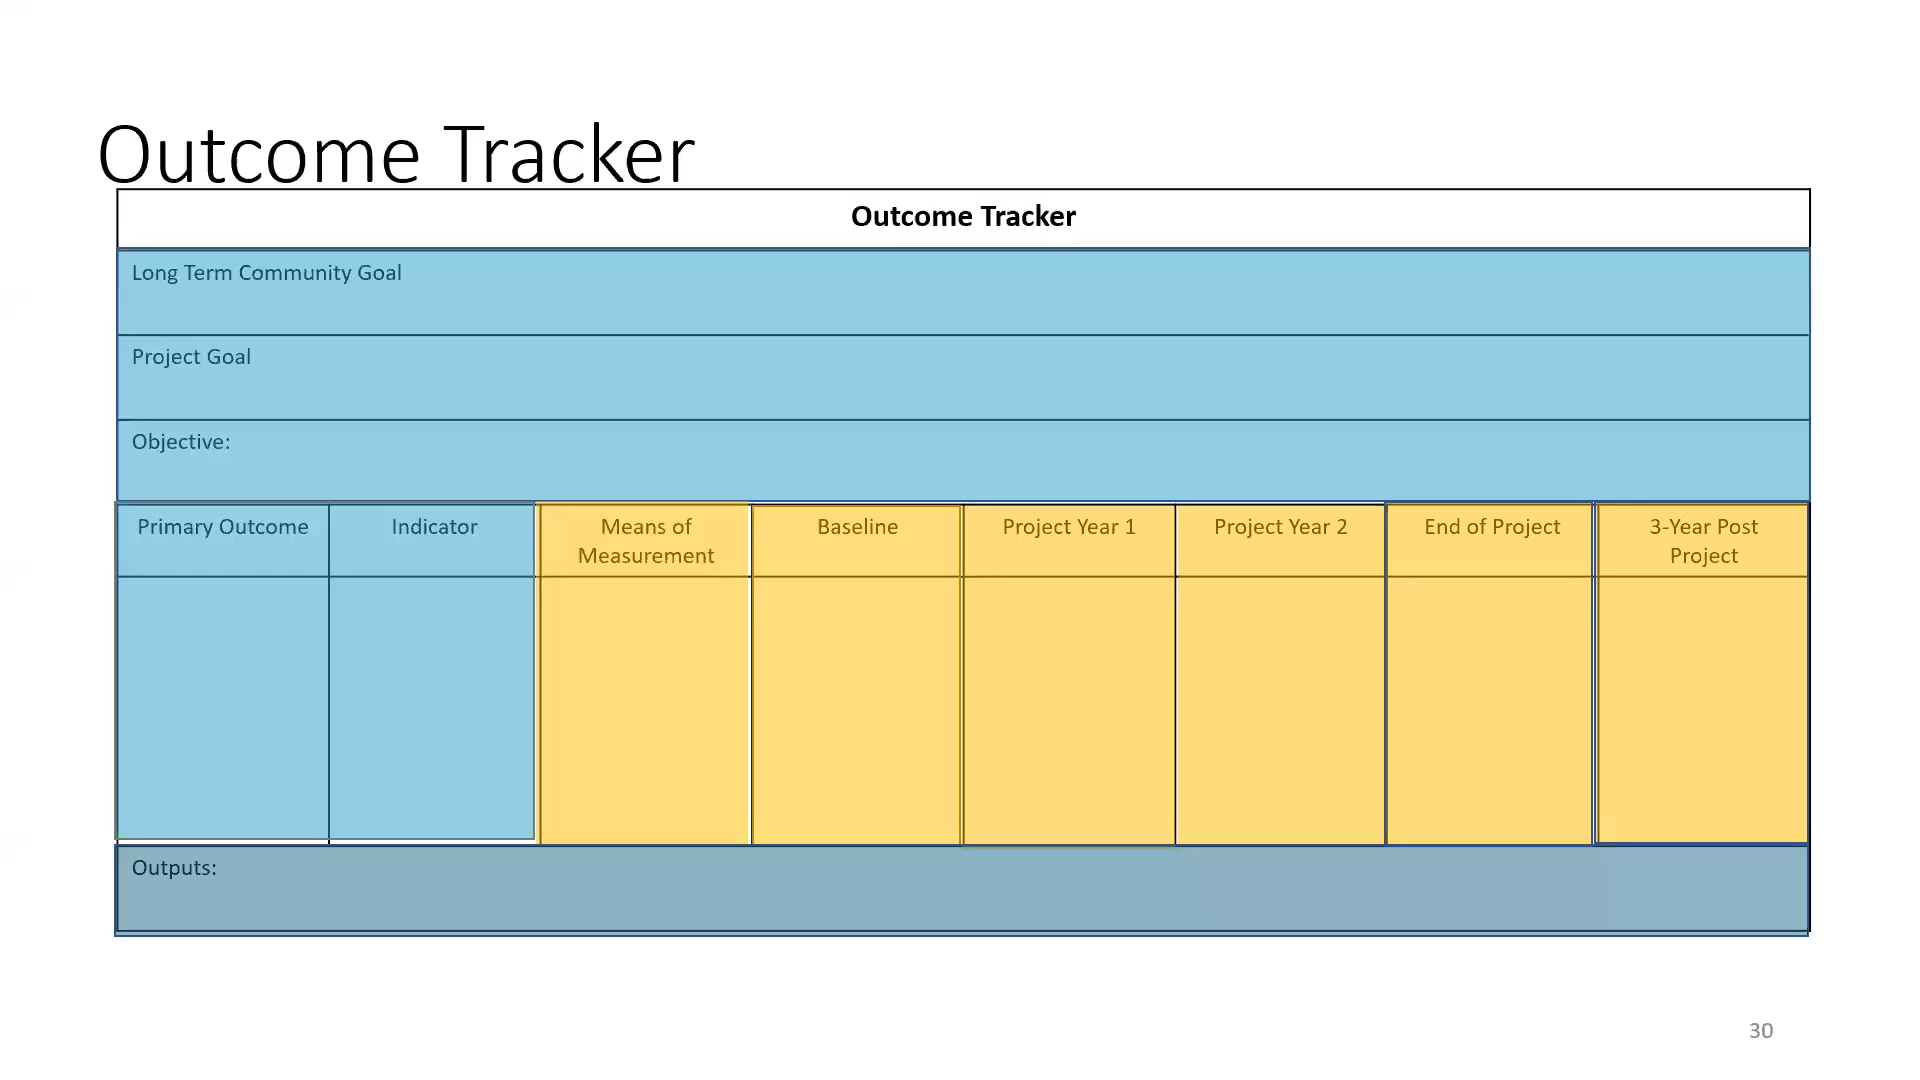 Outcome Tracker
Outcome Tracker
Long Term Community Goal
Project Goal
Objective:
Primary Outcome
Indicator
Means of
Measurement
Baseline
Project Year 1
Project Year 2
End of Project
3-Year Post
Project
Outputs:
30